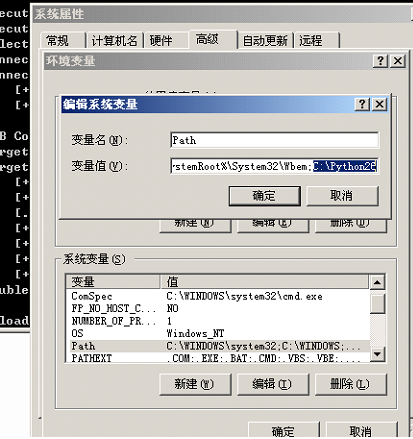 ecut
ecut
lect
nnec
nnec
[+
[+
B Co
arget
arget
[+
[+
[.
[+
[+
[+
[+
uble
load
系统属性
常规
计算机名
硬件
高级
自动更新
远程
环境变量
编辑系统变量
变量名(N):
Path
变量值(V):
stemRoot%\System32\Wbem;C:\Python26
确定
取消
新建(N)
编辑(E)
删除(D)
系统变量(S)
变量 值
ComSpec C:\WINDOWS\system32\cmd.exe
FP_NO_HOST_C... NO
NUMBER_OF_PR... 1
OS Windows_NT
Path C:\WINDOWS\system32;C:\WINDOWS;...
PATHEXT .COM;.EXE;.BAT;.CMD;.VBS;.VBE;....
新建(W)
编辑(I)
删除(L)
确定
取消